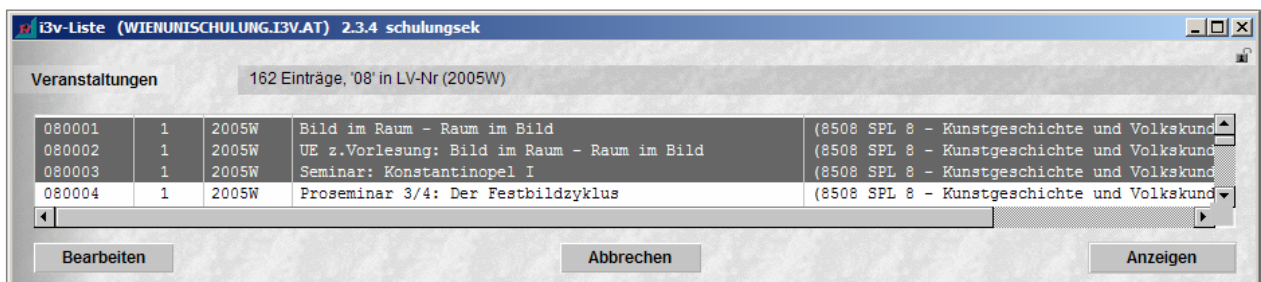 i3v-Liste (WIENUNISCHULUNG.I3V.AT) 2.3.4 schulungsek
Veranstaltungen 162 Einträge, '08' in LV-Nr (2005W)
080001 1 2005W Bild im Raum - Raum im Bild (8508 SPL 8 - Kunstgeschichte und Volkskund
080002 1 2005W UE z.Vorlesung: Bild im Raum - Raum im Bild (8508 SPL 8 - Kunstgeschichte und Volkskund
080003 1 2005W Seminar: Konstantinopel I (8508 SPL 8 - Kunstgeschichte und Volkskund
080004 1 2005W Proseminar 3/4: Der Festbildzyklus (8508 SPL 8 - Kunstgeschichte und Volkskund
Bearbeiten Abbrechen Anzeigen